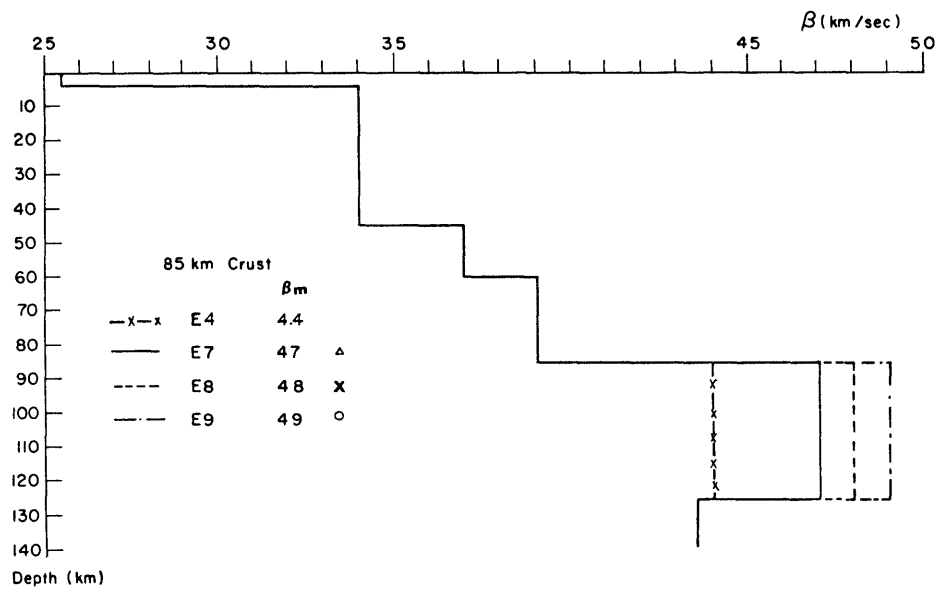 β (km/sec)
25 30 35 45 50
10
20
30
40
50
60
70
80
90
100
110
120
130
140
85 km Crust
βm
—x—x E4 4.4
E7 47 △
E8 48 X
E9 49 ○
Depth (km)